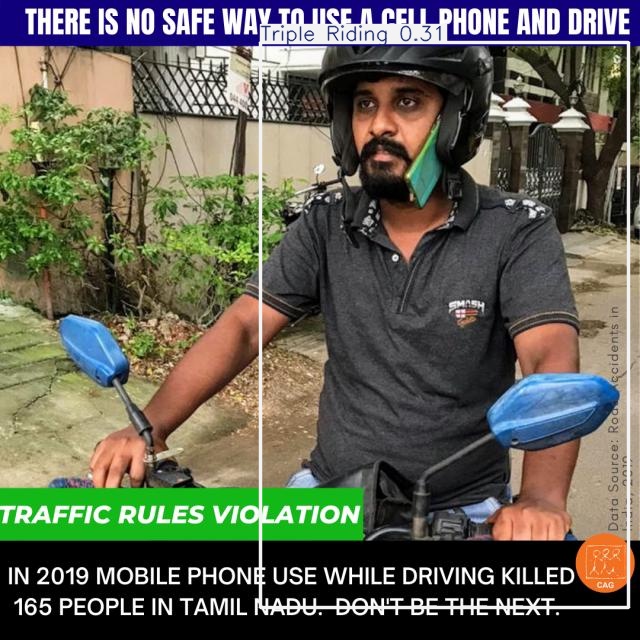 THERE IS NO SAFE WAY TO USE A CELL PHONE AND DRIVE
Triple Riding 0.31
SMASH
TRAFFIC RULES VIOLATION
IN 2019 MOBILE PHONE USE WHILE DRIVING KILLED
165 PEOPLE IN TAMIL NADU. DON'T BE THE NEXT.
Data Source: Road Accidents in
India, 2019
CAG